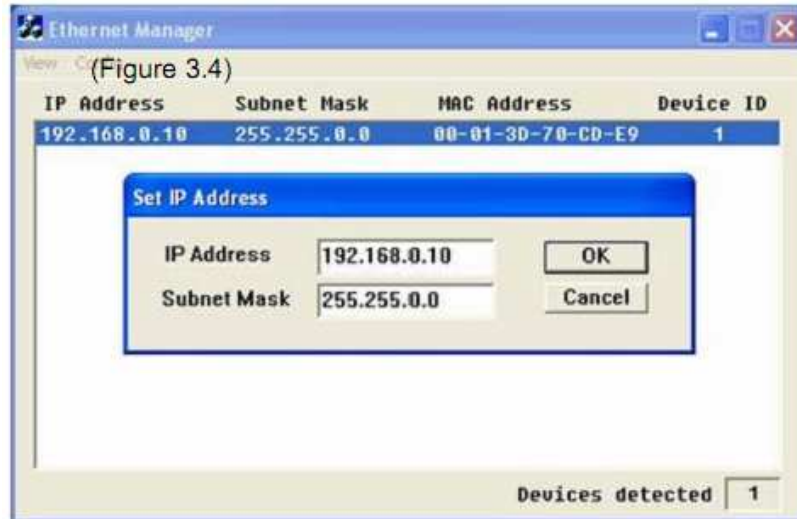 Ethernet Manager
View
(Figure 3.4)
IP Address Subnet Mask MAC Address Device ID
192.168.0.10 255.255.0.0 00-01-3D-70-CD-E9 1
Set IP Address
IP Address 192.168.0.10 OK
Subnet Mask 255.255.0.0 Cancel
Devices detected 1